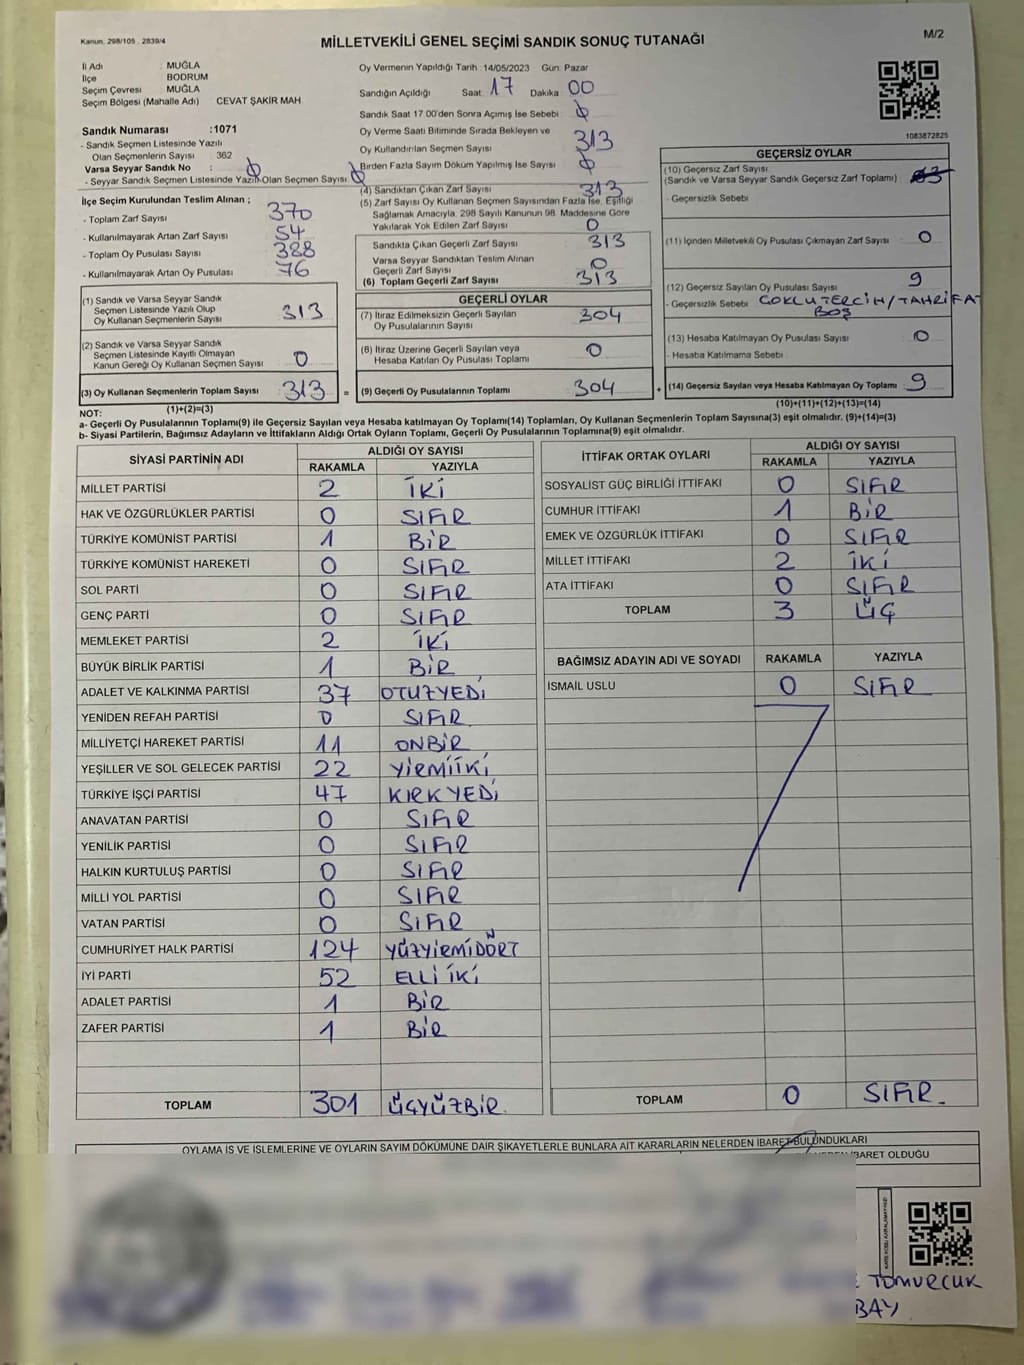 Kanun, 298/105 , 2839/4
MİLLETVEKİLİ GENEL SEÇİMİ SANDIK SONUÇ TUTANAĞI
M/2
İl Adı : MUĞLA
İlçe : BODRUM
Seçim Çevresi : MUĞLA
Seçim Bölgesi (Mahalle Adı) CEVAT ŞAKİR MAH
Sandık Numarası :1071
- Sandık Seçmen Listesinde Yazılı
Olan Seçmenlerin Sayısı 362
Varsa Seyyar Sandık No :
- Seyyar Sandık Seçmen Listesinde Yazılı Olan Seçmen Sayısı:
Oy Vermenin Yapıldığı Tarih :14/05/2023 Gün: Pazar
Sandığın Açıldığı Saat: 17 Dakika 00
Sandık Saat 17 00'den Sonra Açımış İse Sebebi :
Oy Verme Saati Bitiminde Sırada Bekleyen ve
Oy Kullandırılan Seçmen Sayısı 313
Birden Fazla Sayım Döküm Yapılmış İse Sayısı
1083872825
İlçe Seçim Kurulundan Teslim Alınan ;
- Toplam Zarf Sayısı 370
- Kullanılmayarak Artan Zarf Sayısı 54
- Toplam Oy Pusulası Sayısı 388
- Kullanılmayarak Artan Oy Pusulası 76
(4) Sandıktan Çıkan Zarf Sayısı 313
(5) Zarf Sayısı Oy Kullanan Seçmen Sayısından Fazla İse, Eşitliği
Sağlamak Amacıyla, 298 Sayılı Kanunun 98. Maddesine Göre
Yakılarak Yok Edilen Zarf Sayısı 0
Sandıkta Çıkan Geçerli Zarf Sayısı 313
Varsa Seyyar Sandıktan Teslim Alınan
Geçerli Zarf Sayısı 0
(6) Toplam Geçerli Zarf Sayısı 313
GEÇERSİZ OYLAR
(10) Geçersiz Zarf Sayısı
(Sandık ve Varsa Seyyar Sandık Geçersiz Zarf Toplamı)
- Geçersizlik Sebebi
(11) İçinden Milletvekili Oy Pusulası Çıkmayan Zarf Sayısı 0
(12) Geçersiz Sayılan Oy Pusulası Sayısı 9
- Geçersizlik Sebebi ÇOKLU TERCİH/TAHRİFAT
BOŞ
(13) Hesaba Katılmayan Oy Pusulası Sayısı 0
- Hesaba Katılmama Sebebi
(14) Geçersiz Sayılan veya Hesaba Katılmayan Oy Toplamı 9
(10)+(11)+(12)+(13)=(14)
(1) Sandık ve Varsa Seyyar Sandık
Seçmen Listesinde Yazılı Olup
Oy Kullanan Seçmenlerin Sayısı 313
(2) Sandık ve Varsa Seyyar Sandık
Seçmen Listesinde Kayıtlı Olmayan
Kanun Gereği Oy Kullanan Seçmen Sayısı 0
(3) Oy Kullanan Seçmenlerin Toplam Sayısı 313 =
(1)+(2)=(3)
GEÇERLİ OYLAR
(7) İtiraz Edilmeksizin Geçerli Sayılan
Oy Pusulalarının Sayısı 304
(8) İtiraz Üzerine Geçerli Sayılan veya
Hesaba Katılan Oy Pusulası Toplamı 0
(9) Geçerli Oy Pusulalarının Toplamı 304 +
NOT:
a- Geçerli Oy Pusulalarının Toplamı(9) ile Geçersiz Sayılan veya Hesaba katılmayan Oy Toplamı(14) Toplamları, Oy Kullanan Seçmenlerin Toplam Sayısına(3) eşit olmalıdır. (9)+(14)=(3)
b- Siyasi Partilerin, Bağımsız Adayların ve İttifakların Aldığı Ortak Oyların Toplamı, Geçerli Oy Pusulalarının Toplamına(9) eşit olmalıdır.
SİYASİ PARTİNİN ADI ALDIĞI OY SAYISI
RAKAMLA YAZIYLA
MİLLET PARTİSİ 2 İKİ
HAK VE ÖZGÜRLÜKLER PARTİSİ 0 SIFIR
TÜRKİYE KOMÜNİST PARTİSİ 1 BİR
TÜRKİYE KOMÜNİST HAREKETİ 0 SIFIR
SOL PARTİ 0 SIFIR
GENÇ PARTİ 0 SIFIR
MEMLEKET PARTİSİ 2 İKİ
BÜYÜK BİRLİK PARTİSİ 1 BİR
ADALET VE KALKINMA PARTİSİ 37 OTUZYEDİ
YENİDEN REFAH PARTİSİ 0 SIFIR
MİLLİYETÇİ HAREKET PARTİSİ 11 ONBİR
YEŞİLLER VE SOL GELECEK PARTİSİ 22 YİRMİİKİ
TÜRKİYE İŞÇİ PARTİSİ 47 KIRKYEDİ
ANAVATAN PARTİSİ 0 SIFIR
YENİLİK PARTİSİ 0 SIFIR
HALKIN KURTULUŞ PARTİSİ 0 SIFIR
MİLLİ YOL PARTİSİ 0 SIFIR
VATAN PARTİSİ 0 SIFIR
CUMHURİYET HALK PARTİSİ 124 YÜZYİRMİDÖRT
İYİ PARTİ 52 ELLİ İKİ
ADALET PARTİSİ 1 BİR
ZAFER PARTİSİ 1 BİR
TOPLAM 301 ÜÇYÜZBİR.
İTTİFAK ORTAK OYLARI ALDIĞI OY SAYISI
RAKAMLA YAZIYLA
SOSYALİST GÜÇ BİRLİĞİ İTTİFAKI 0 SIFIR
CUMHUR İTTİFAKI 1 BİR
EMEK VE ÖZGÜRLÜK İTTİFAKI 0 SIFIR
MİLLET İTTİFAKI 2 İKİ
ATA İTTİFAKI 0 SIFIR
TOPLAM 3 ÜÇ
BAĞIMSIZ ADAYIN ADI VE SOYADI RAKAMLA YAZIYLA
İSMAİL USLU 0 SIFIR
TOPLAM 0 SIFIR.
OYLAMA İŞ VE İŞLEMLERİNE VE OYLARIN SAYIM DÖKÜMÜNE DAİR ŞİKAYETLERLE BUNLARA AİT KARARLARIN NELERDEN İBARET BULUNDUKLARI
İBARET OLDUĞU
TOMURCUK
BAY